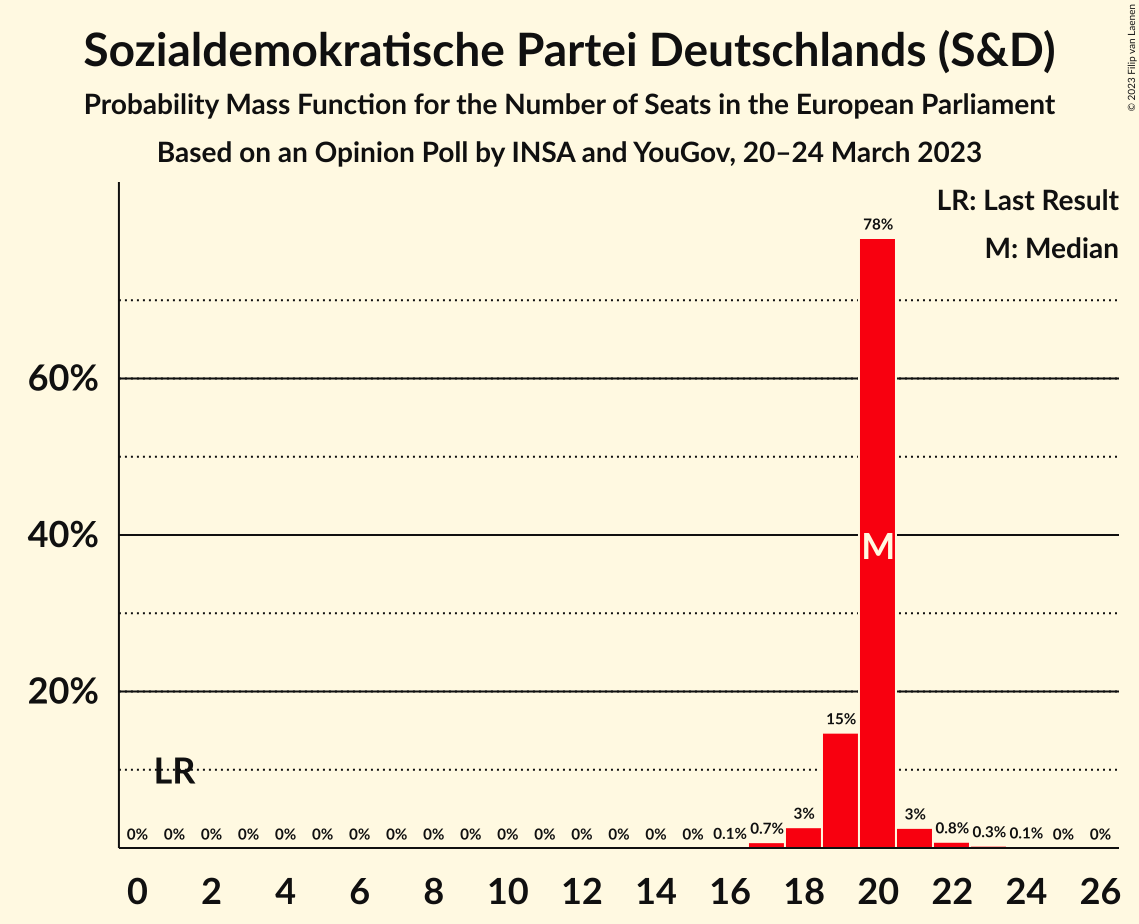 Sozialdemokratische Partei Deutschlands (S&D)
Probability Mass Function for the Number of Seats in the European Parliament
Based on an Opinion Poll by INSA and YouGov, 20–24 March 2023
© 2023 Filip van Laenen
LR: Last Result
M: Median
78%
60%
40%
M
20%
15%
LR
0% 0% 0% 0% 0% 0% 0% 0% 0% 0% 0% 0% 0% 0% 0% 0% 0.1% 0.7% 3% 3% 0.8% 0.3% 0.1% 0% 0%
0 2 4 6 8 10 12 14 16 18 20 22 24 26